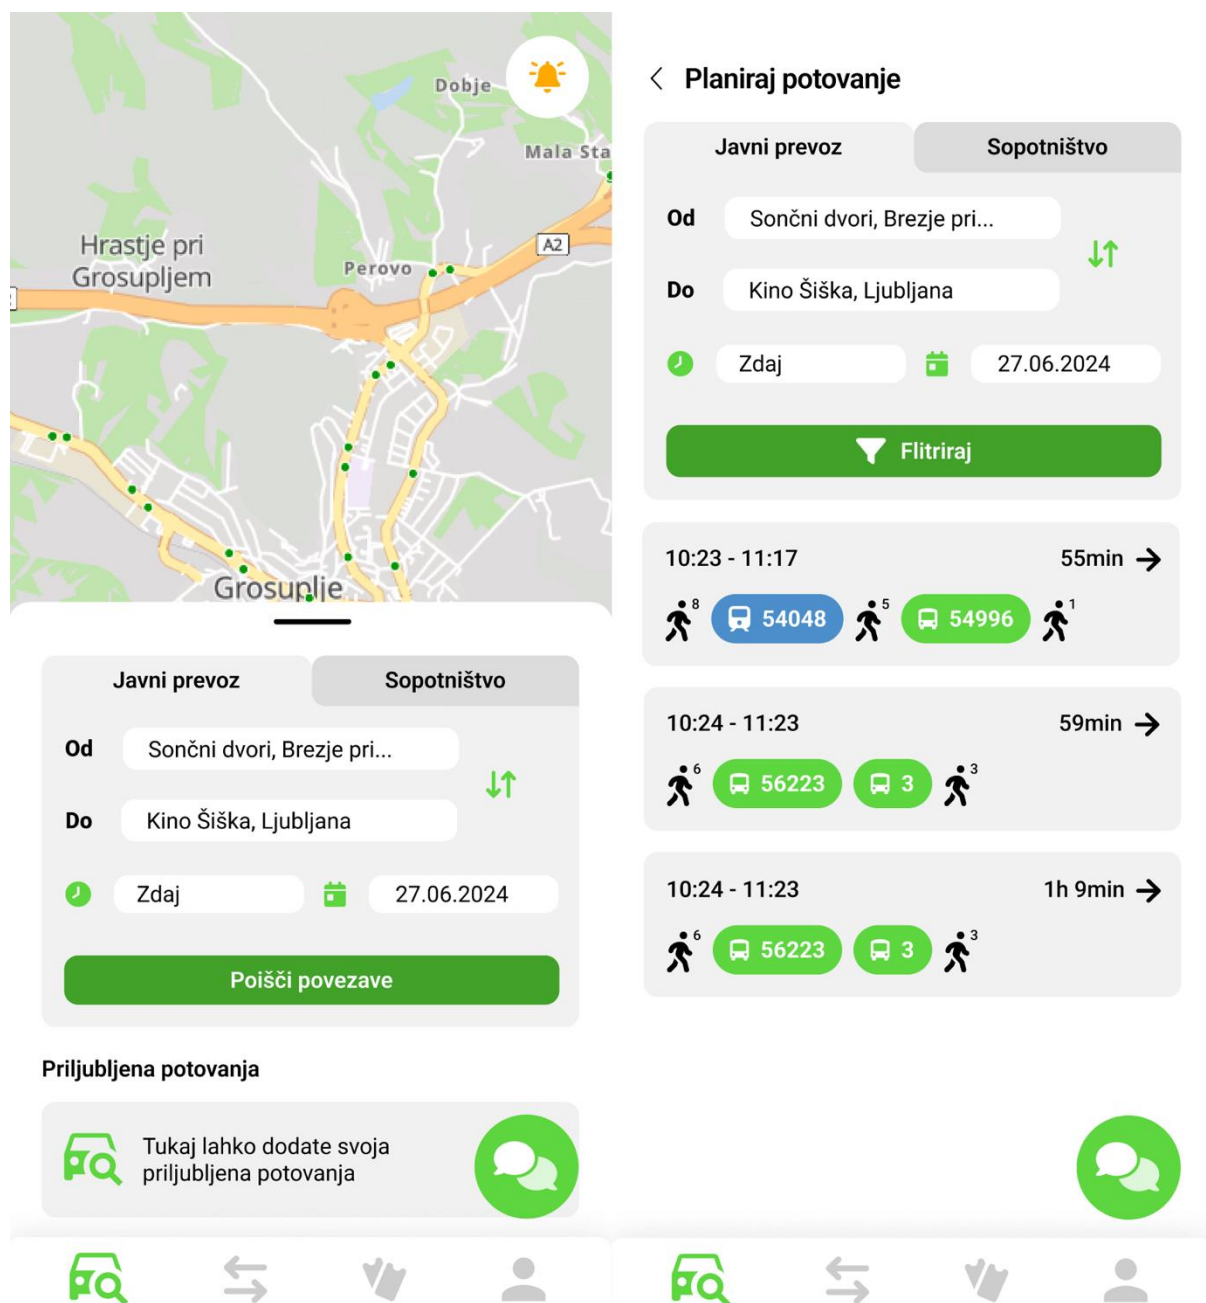 Dobje
Mala Sta
Hrastje pri
Grosupljem
Perovo
A2
Grosuplje
Javni prevoz
Sopotništvo
Od
Sončni dvori, Brezje pri...
Do
Kino Šiška, Ljubljana
Zdaj
27.06.2024
Poišči povezave
Priljubljena potovanja
Tukaj lahko dodate svoja
priljubljena potovanja
Planiraj potovanje
Javni prevoz
Sopotništvo
Od
Sončni dvori, Brezje pri...
Do
Kino Šiška, Ljubljana
Zdaj
27.06.2024
Flitriraj
10:23 - 11:17
55min
8
54048
5
54996
1
10:24 - 11:23
59min
6
56223
3
3
10:24 - 11:23
1h 9min
6
56223
3
3